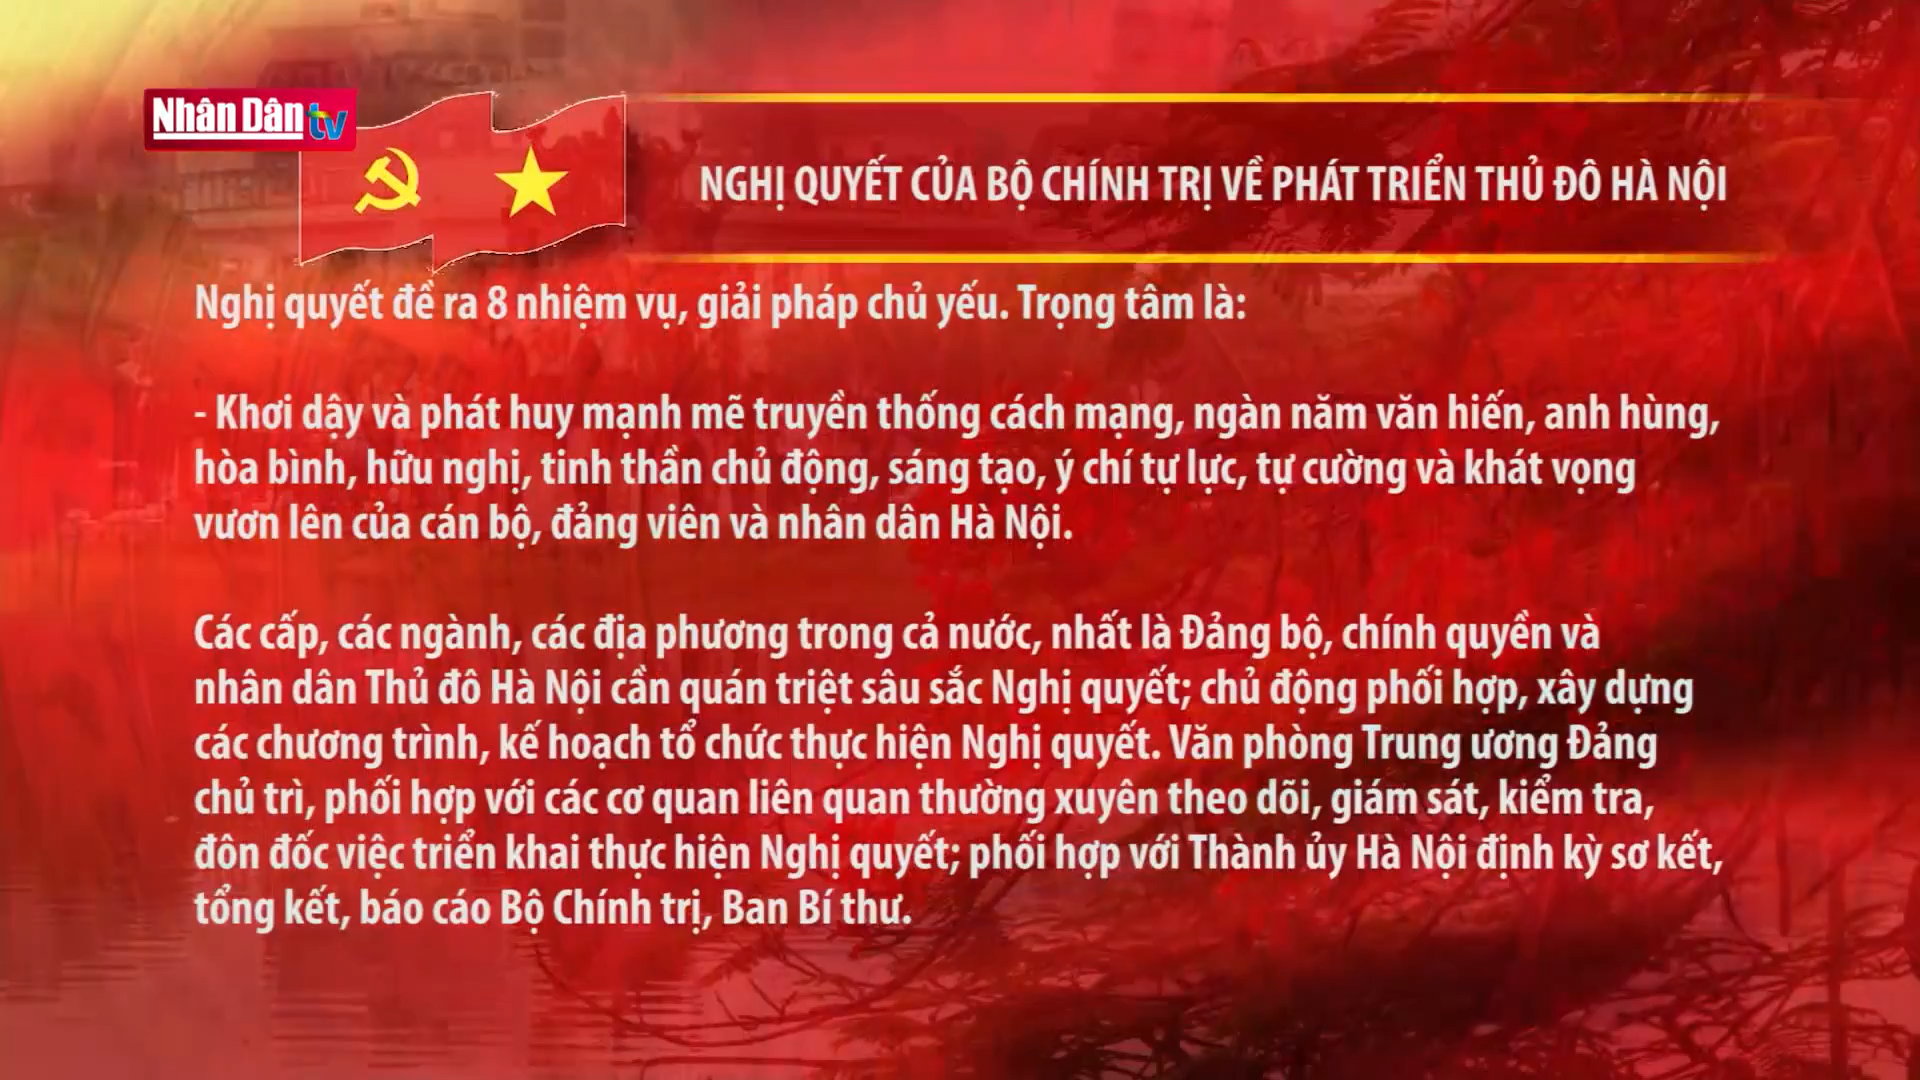 Nhân Dân tv
NGHỊ QUYẾT CỦA BỘ CHÍNH TRỊ VỀ PHÁT TRIỂN THỦ ĐÔ HÀ NỘI
Nghị quyết đề ra 8 nhiệm vụ, giải pháp chủ yếu. Trọng tâm là:
- Khơi dậy và phát huy mạnh mẽ truyền thống cách mạng, ngàn năm văn hiến, anh hùng,
hòa bình, hữu nghị, tinh thần chủ động, sáng tạo, ý chí tự lực, tự cường và khát vọng
vươn lên của cán bộ, đảng viên và nhân dân Hà Nội.
Các cấp, các ngành, các địa phương trong cả nước, nhất là Đảng bộ, chính quyền và
nhân dân Thủ đô Hà Nội cần quán triệt sâu sắc Nghị quyết; chủ động phối hợp, xây dựng
các chương trình, kế hoạch tổ chức thực hiện Nghị quyết. Văn phòng Trung ương Đảng
chủ trì, phối hợp với các cơ quan liên quan thường xuyên theo dõi, giám sát, kiểm tra,
đôn đốc việc triển khai thực hiện Nghị quyết; phối hợp với Thành ủy Hà Nội định kỳ sơ kết,
tổng kết, báo cáo Bộ Chính trị, Ban Bí thư.